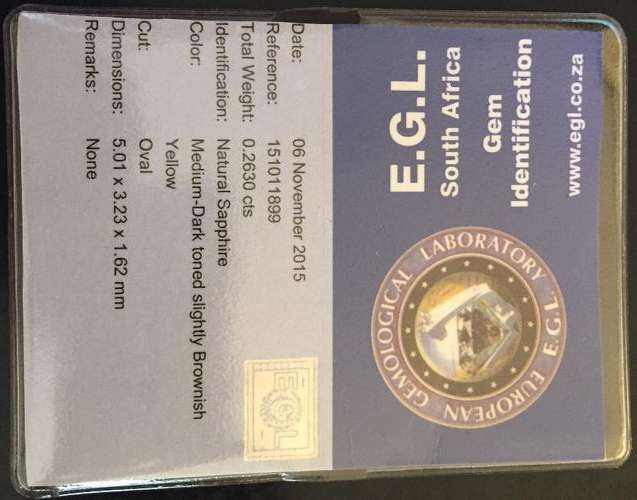 E.G.L.
South Africa
Gem
Identification
www.egl.co.za
EUROPEAN GEMOLOGICAL LABORATORY E.G.L.
Date: 06 November 2015
Reference: 151011899
Total Weight: 0.2630 cts
Identification: Natural Sapphire
Color: Medium-Dark toned slightly Brownish
Yellow
Cut: Oval
Dimensions: 5.01 x 3.23 x 1.62 mm
Remarks: None
EGL